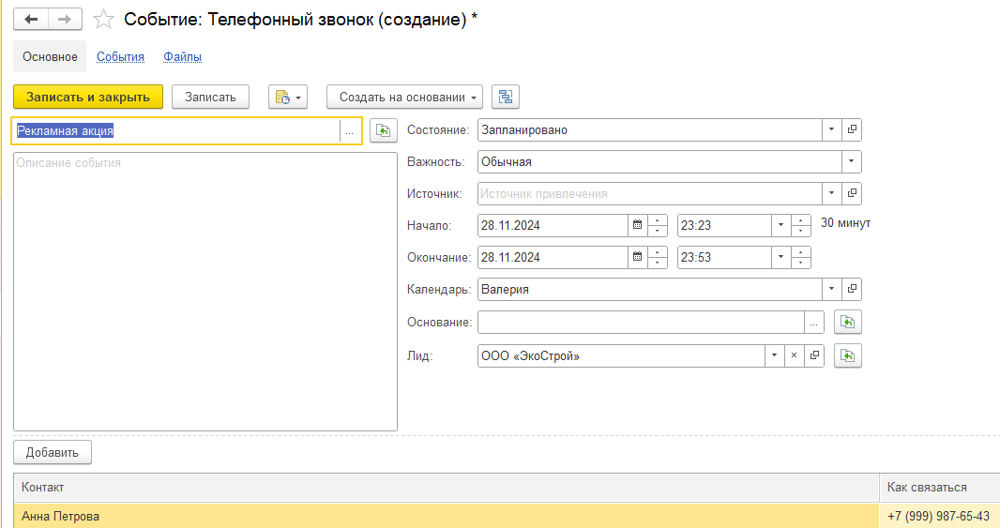 Событие: Телефонный звонок (создание) *
Основное События Файлы
Записать и закрыть Записать Создать на основании
Рекламная акция ...
Описание события
Состояние: Запланировано
Важность: Обычная
Источник: Источник привлечения
Начало: 28.11.2024 23:23 30 минут
Окончание: 28.11.2024 23:53
Календарь: Валерия
Основание: ...
Лид: ООО «ЭкоСтрой»
Добавить
Контакт Как связаться
Анна Петрова +7 (999) 987-65-43